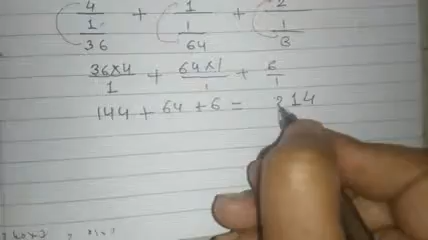 4 + 1 + 2
1 1 1
36 64 3
36×4 + 64×1 + 6
1 1 1
144 + 64 + 6 = 214